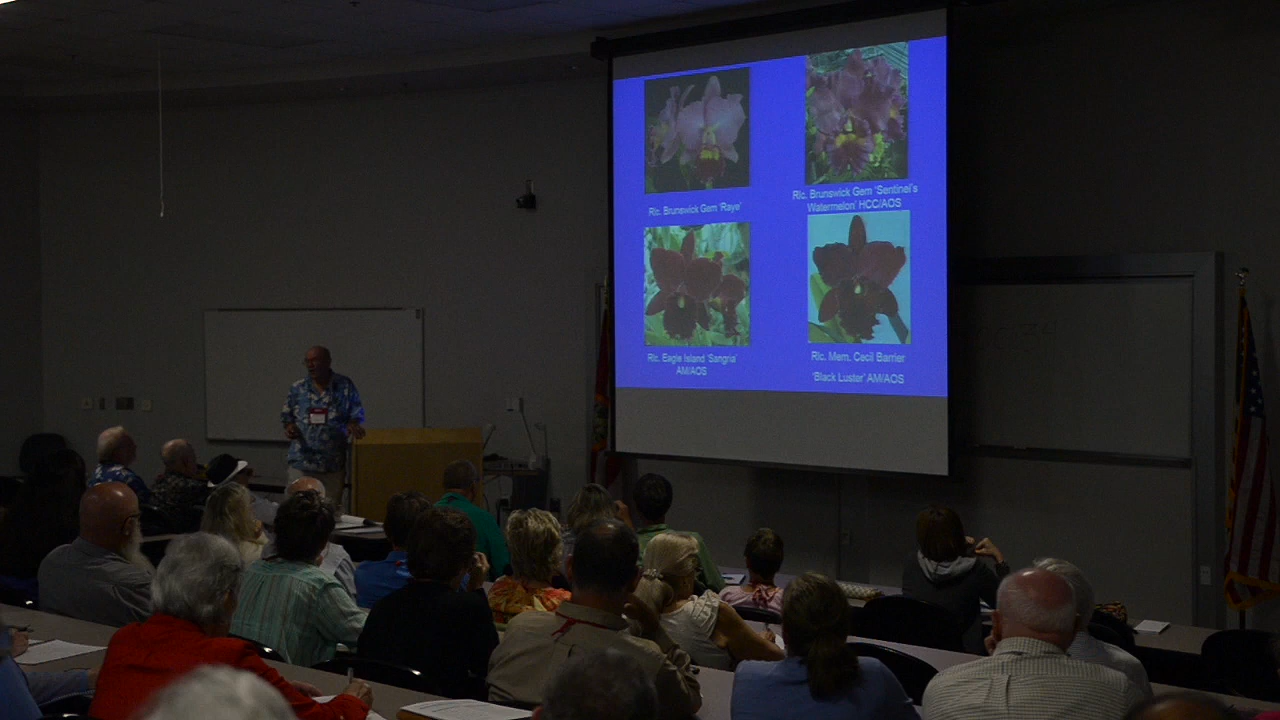 Rlc. Brunswick Gem 'Raye'
Rlc. Brunswick Gem 'Sentinel's
Watermelon' HCC/AOS
Rlc. Eagle Island 'Sangria'
AM/AOS
Rlc. Mem. Cecil Barrier
'Black Luster' AM/AOS